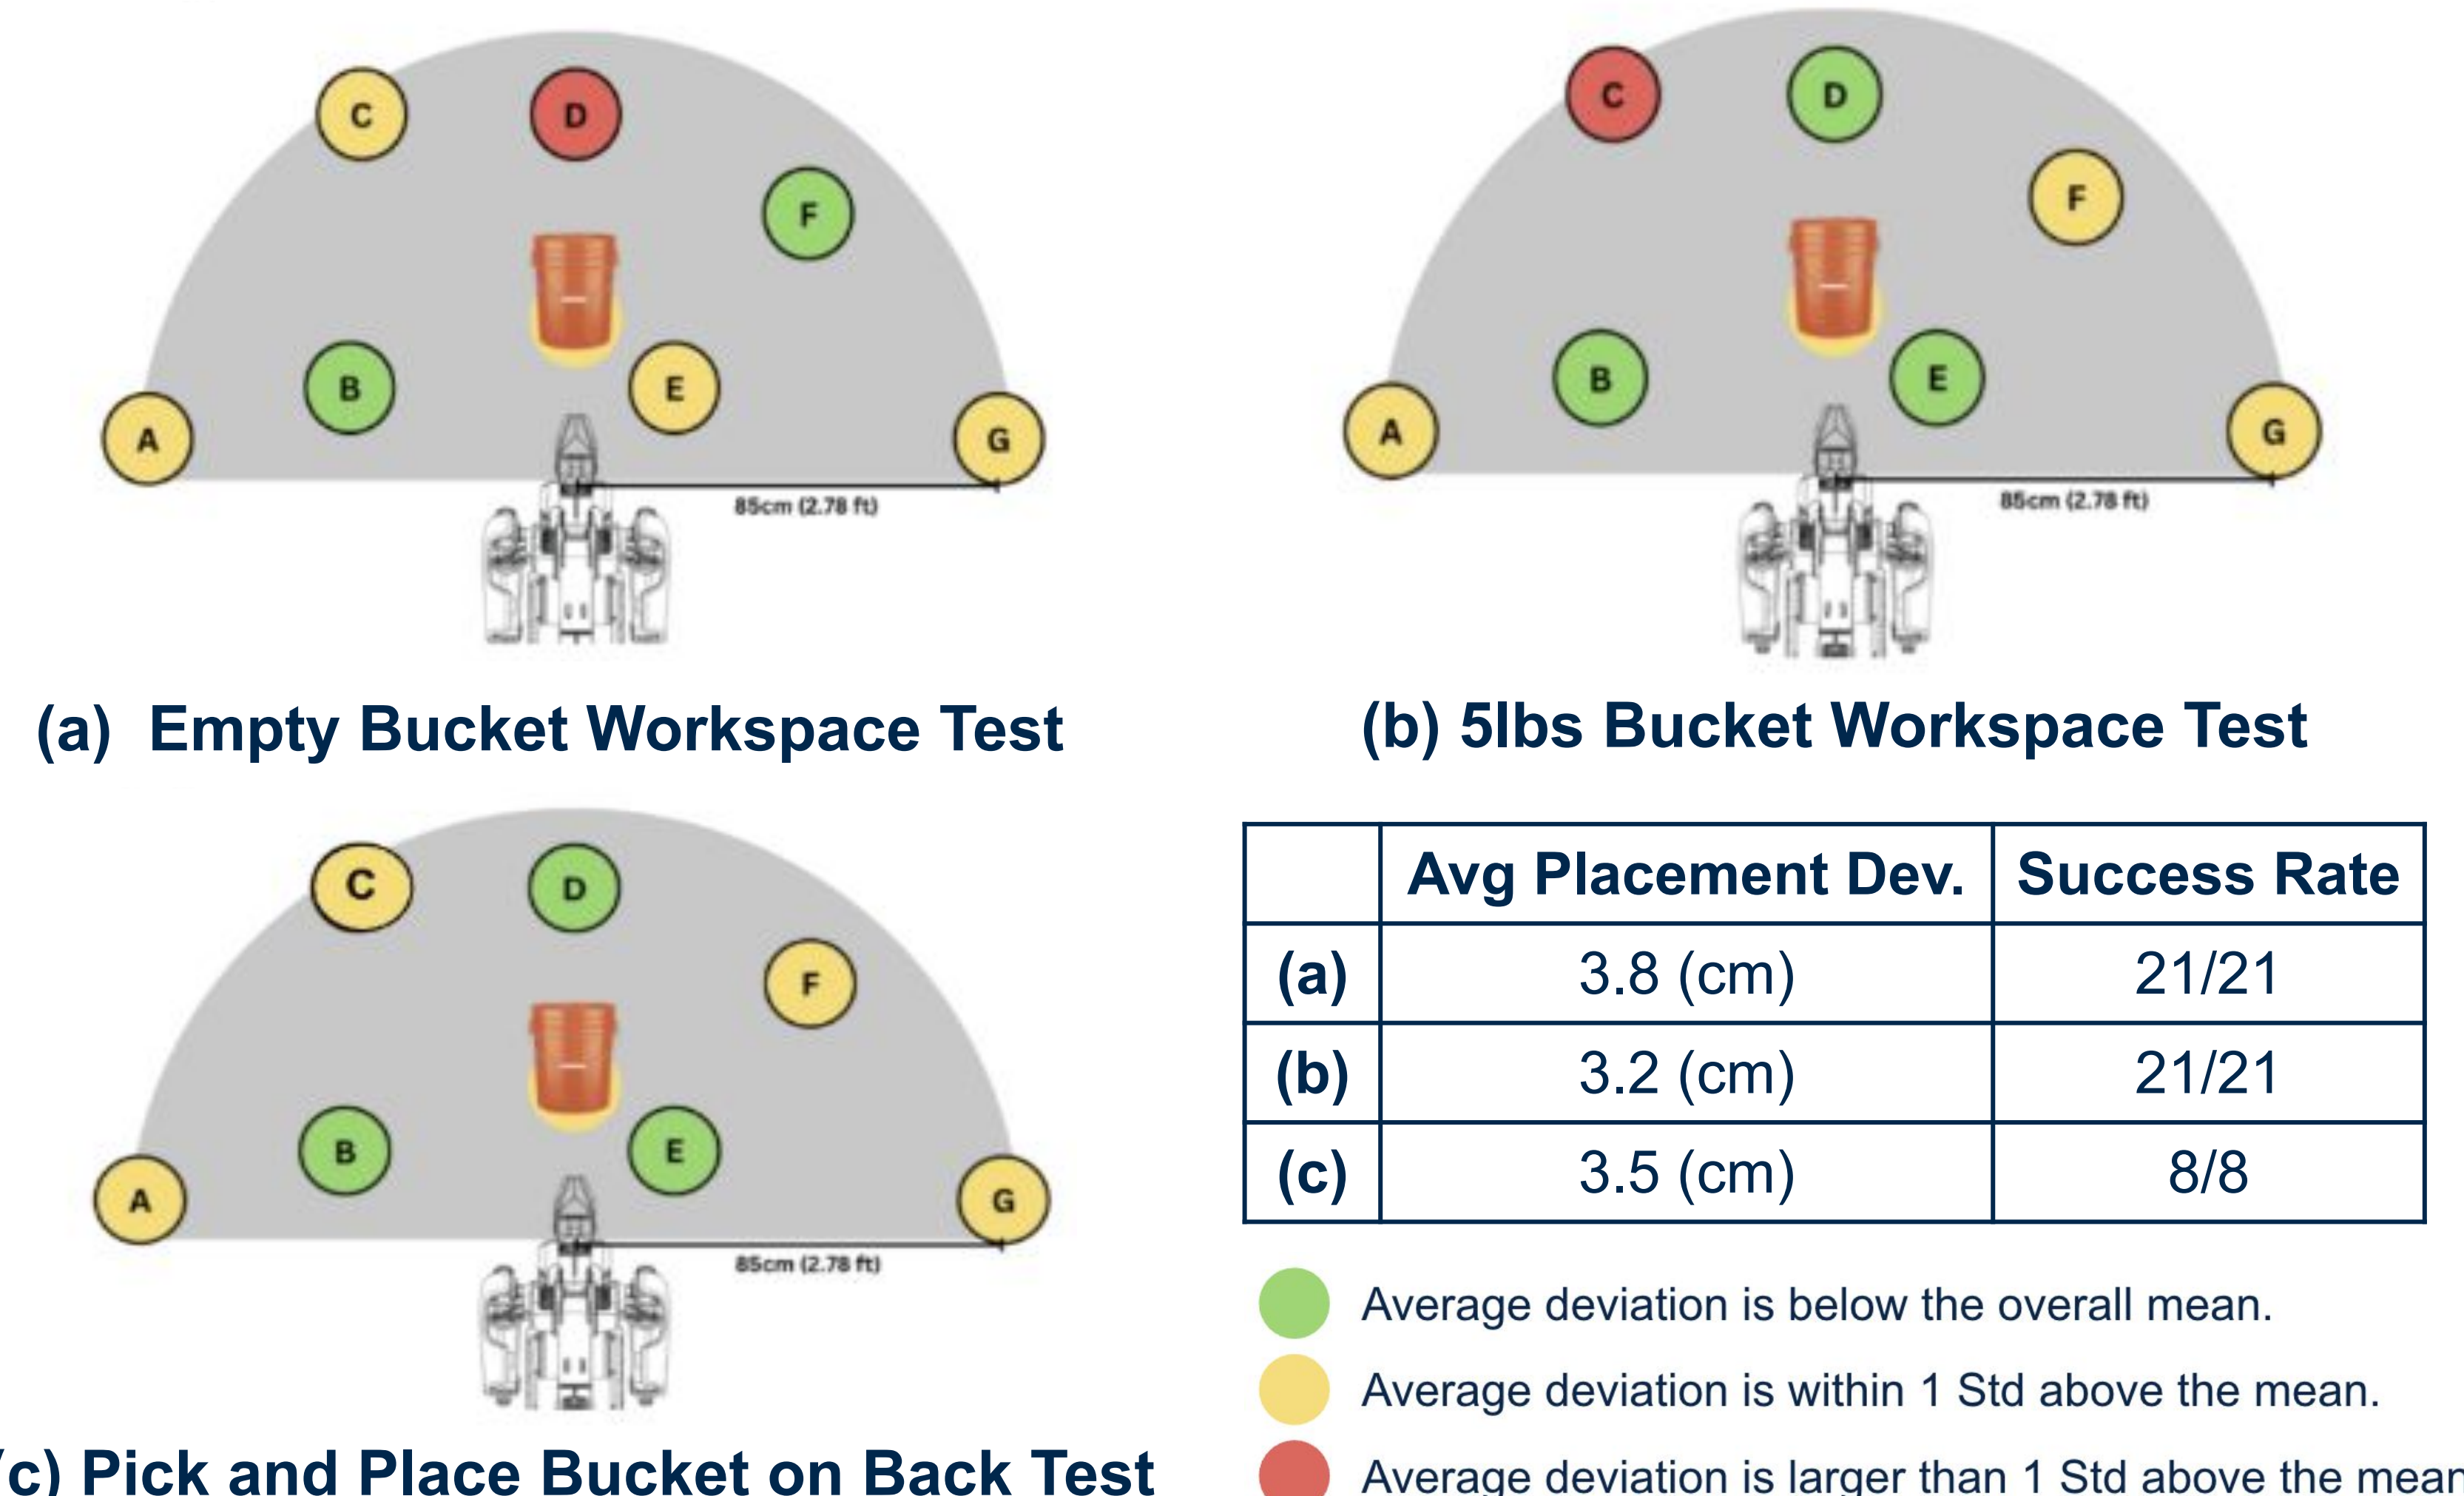 C
D
F
B
E
A
G
85cm (2.78 ft)
(a) Empty Bucket Workspace Test
C
D
F
B
E
A
G
85cm (2.78 ft)
(b) 5lbs Bucket Workspace Test
C
D
F
B
E
A
G
85cm (2.78 ft)
(c) Pick and Place Bucket on Back Test
Avg Placement Dev. Success Rate
(a) 3.8 (cm) 21/21
(b) 3.2 (cm) 21/21
(c) 3.5 (cm) 8/8
Average deviation is below the overall mean.
Average deviation is within 1 Std above the mean.
Average deviation is larger than 1 Std above the mean